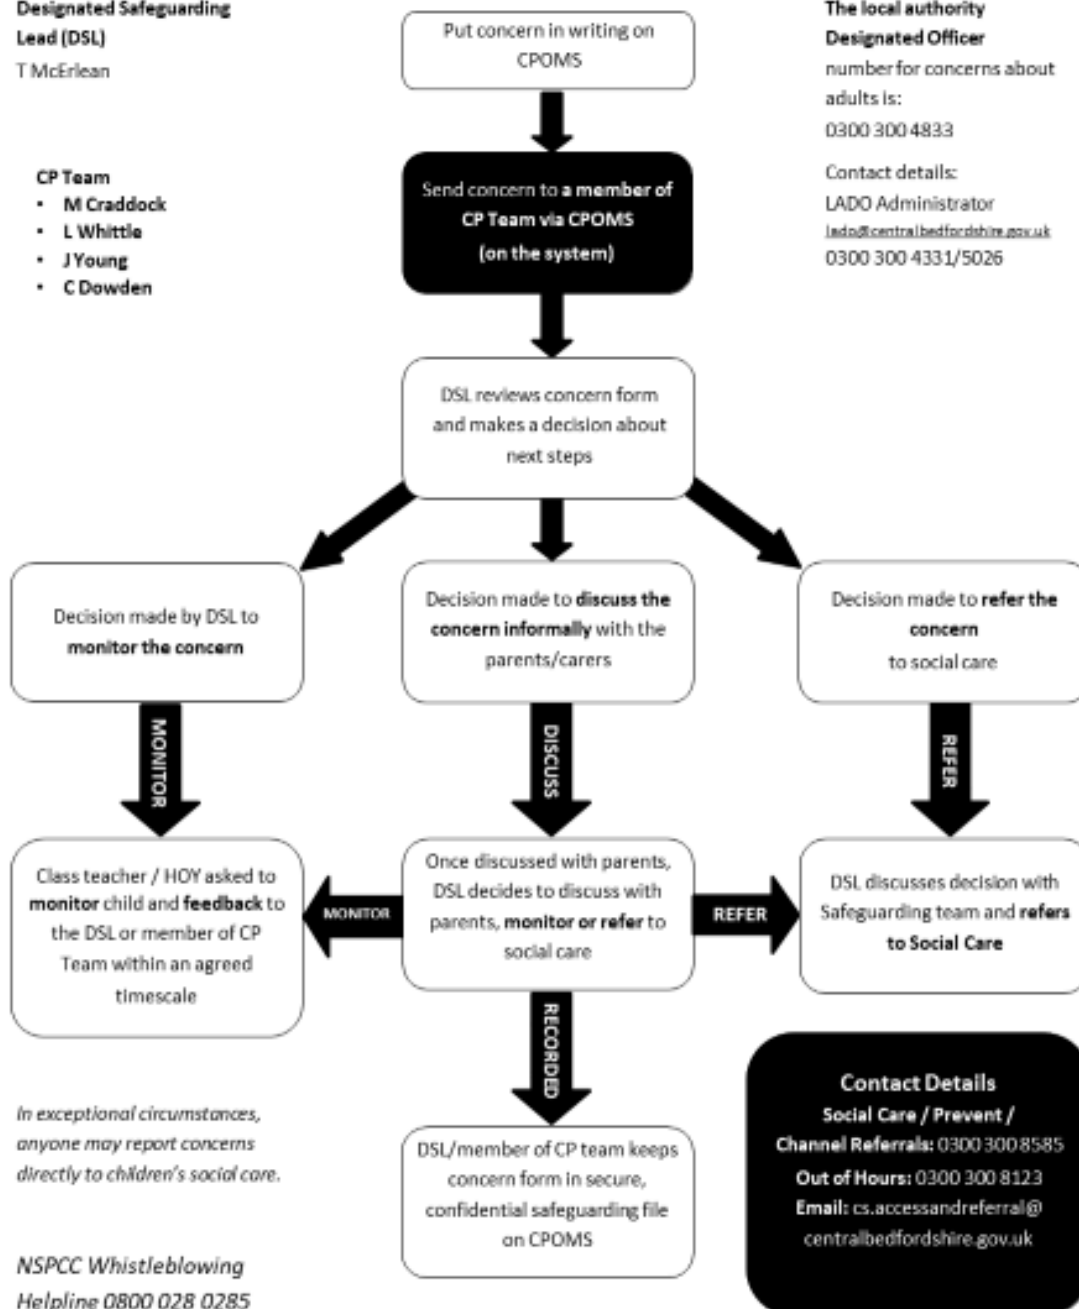 Designated Safeguarding
Lead (DSL)
T McErlean
CP Team
• M Craddock
• L Whittle
• J Young
• C Dowden
Put concern in writing on
CPOMS
The local authority
Designated Officer
number for concerns about
adults is:
0300 300 4833
Contact details:
LADO Administrator
lado@centralbedfordshire.gov.uk
0300 300 4331/5026
Send concern to a member of
CP Team via CPOMS
(on the system)
DSL reviews concern form
and makes a decision about
next steps
Decision made by DSL to
monitor the concern
Decision made to discuss the
concern informally with the
parents/carers
Decision made to refer the
concern
to social care
MONITOR
DISCUSS
REFER
Class teacher / HOY asked to
monitor child and feedback to
the DSL or member of CP
Team within an agreed
timescale
MONITOR
Once discussed with parents,
DSL decides to discuss with
parents, monitor or refer to
social care
REFER
DSL discusses decision with
Safeguarding team and refers
to Social Care
RECORDED
In exceptional circumstances,
anyone may report concerns
directly to children's social care.
NSPCC Whistleblowing
Helpline 0800 028 0285
DSL/member of CP team keeps
concern form in secure,
confidential safeguarding file
on CPOMS
Contact Details
Social Care / Prevent /
Channel Referrals: 0300 300 8585
Out of Hours: 0300 300 8123
Email: cs.accessandreferral@
centralbedfordshire.gov.uk